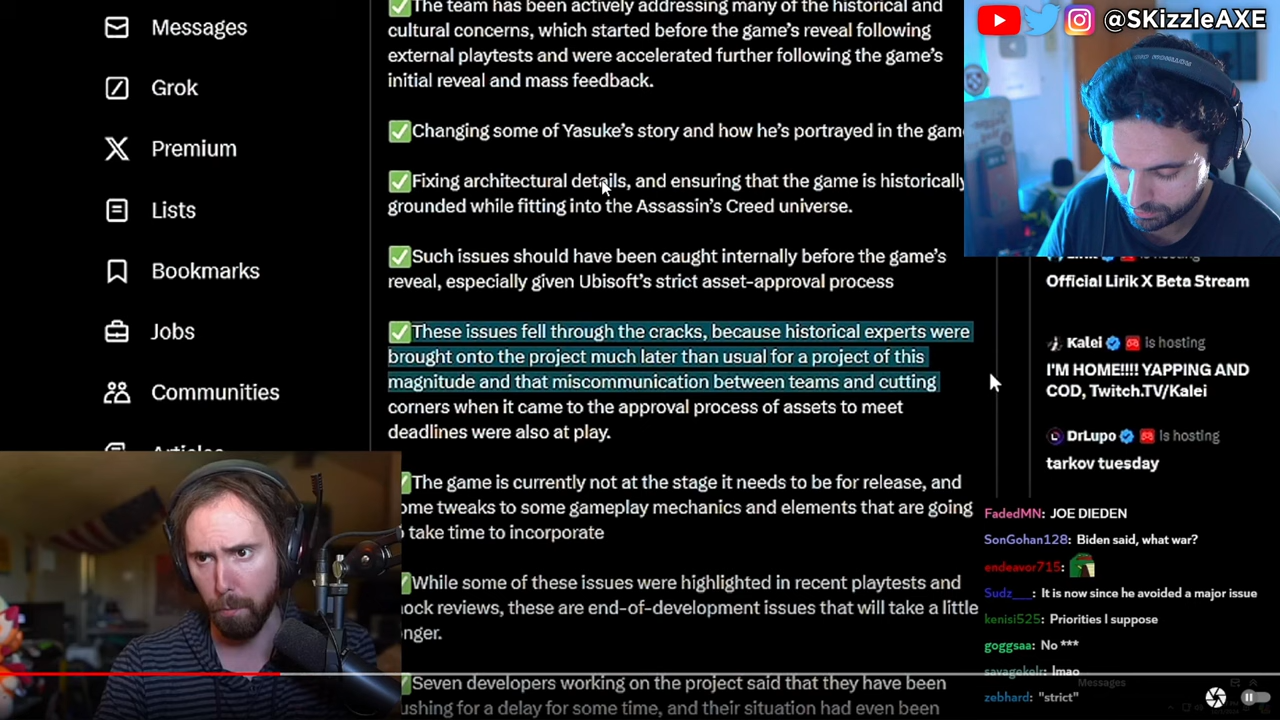 Messages
Grok
Premium
Lists
Bookmarks
Jobs
Communities
Articles
The team has been actively addressing many of the historical and
cultural concerns, which started before the game's reveal following
external playtests and were accelerated further following the game's
initial reveal and mass feedback.
Changing some of Yasuke's story and how he's portrayed in the gam
Fixing architectural details, and ensuring that the game is historically
grounded while fitting into the Assassin's Creed universe.
Such issues should have been caught internally before the game's
reveal, especially given Ubisoft's strict asset-approval process
These issues fell through the cracks, because historical experts were
brought onto the project much later than usual for a project of this
magnitude and that miscommunication between teams and cutting
corners when it came to the approval process of assets to meet
deadlines were also at play.
The game is currently not at the stage it needs to be for release, and
ome tweaks to some gameplay mechanics and elements that are going
take time to incorporate
While some of these issues were highlighted in recent playtests and
ock reviews, these are end-of-development issues that will take a little
onger.
Seven developers working on the project said that they have been
ushing for a delay for some time, and their situation had even been
@SKizzleAXE
is hosting
Official Lirik X Beta Stream
Kalei is hosting
I'M HOME!!!! YAPPING AND
COD, Twitch.TV/Kalei
DrLupo is hosting
tarkov tuesday
FadedMN: JOE DIEDEN
SonGohan128: Biden said, what war?
endeavor715:
Sudz___: It is now since he avoided a major issue
kenisi525: Priorities I suppose
goggsaa: No ***
savagekelr: lmao
Messages
zebhard: "strict"